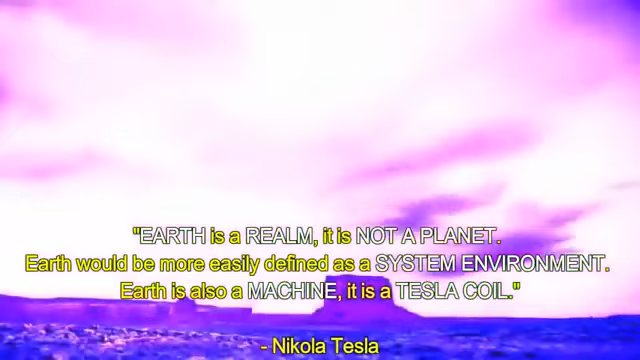 "EARTH is a REALM, it is NOT A PLANET.
Earth would be more easily defined as a SYSTEM ENVIRONMENT.
Earth is also a MACHINE, it is a TESLA COIL."
- Nikola Tesla